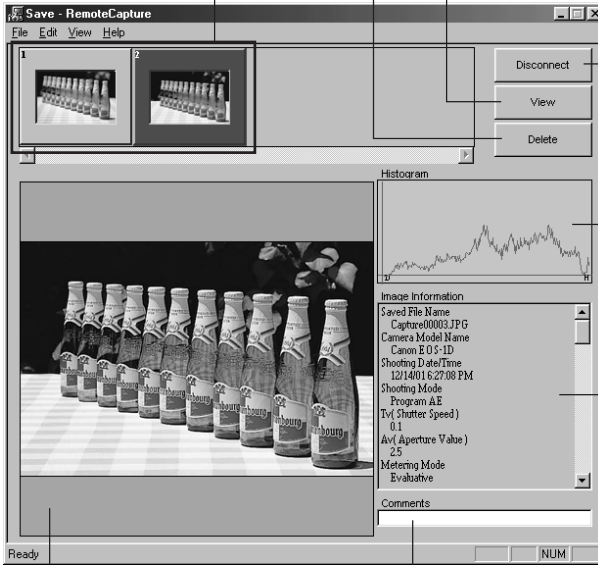 Save - RemoteCapture
File Edit View Help
1
2
Disconnect
View
Delete
Histogram
Image Information
Saved File Name
Capture00003.JPG
Camera Model Name
Canon EOS-1D
Shooting Date/Time
12/14/01 6:27:08 PM
Shooting Mode
Program AE
Tv( Shutter Speed )
0.1
Av( Aperture Value )
2.5
Metering Mode
Evaluative
Comments
Ready
NUM